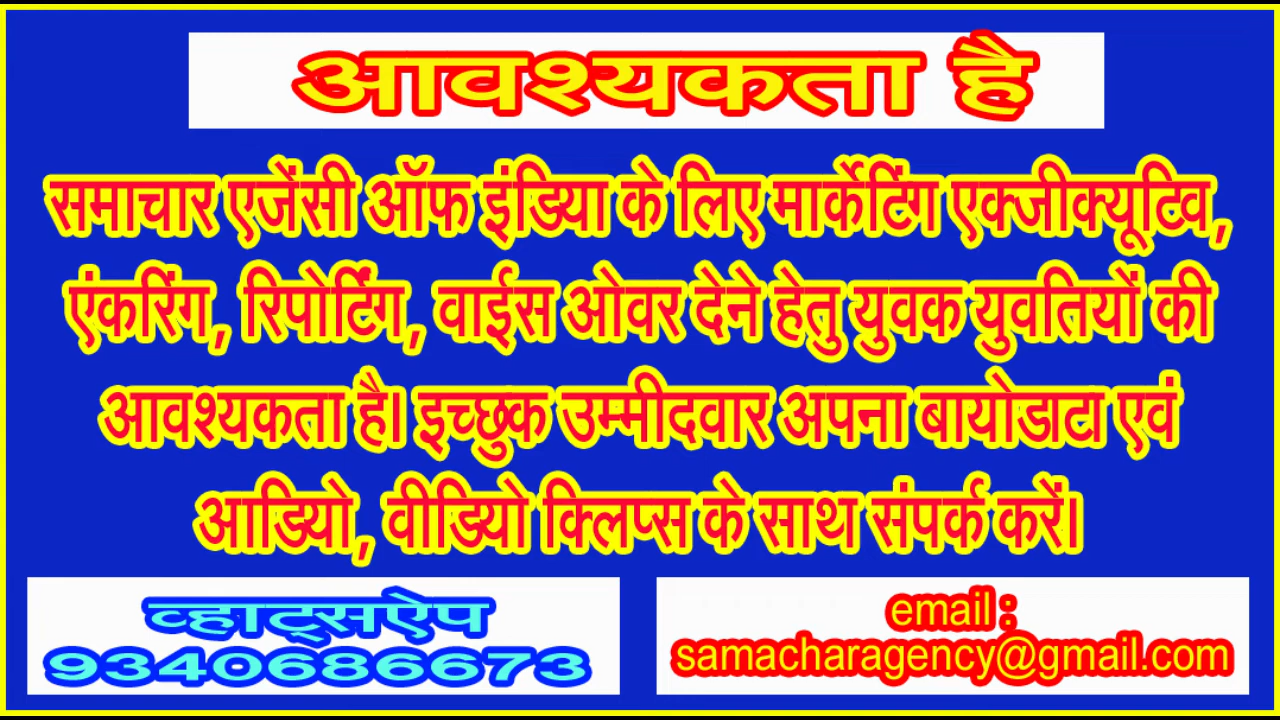 आवश्यकता है
समाचार एजेंसी ऑफ इंडिया के लिए मार्केटिंग एक्जीक्यूटिव,
एंकरिंग, रिपोर्टिंग, वाईस ओवर देने हेतु युवक युवतियों की
आवश्यकता है। इच्छुक उम्मीदवार अपना बायोडाटा एवं
आडियो, वीडियो क्लिप्स के साथ संपर्क करें।
व्हाट्सऐप
9340686673
email :
samacharagency@gmail.com